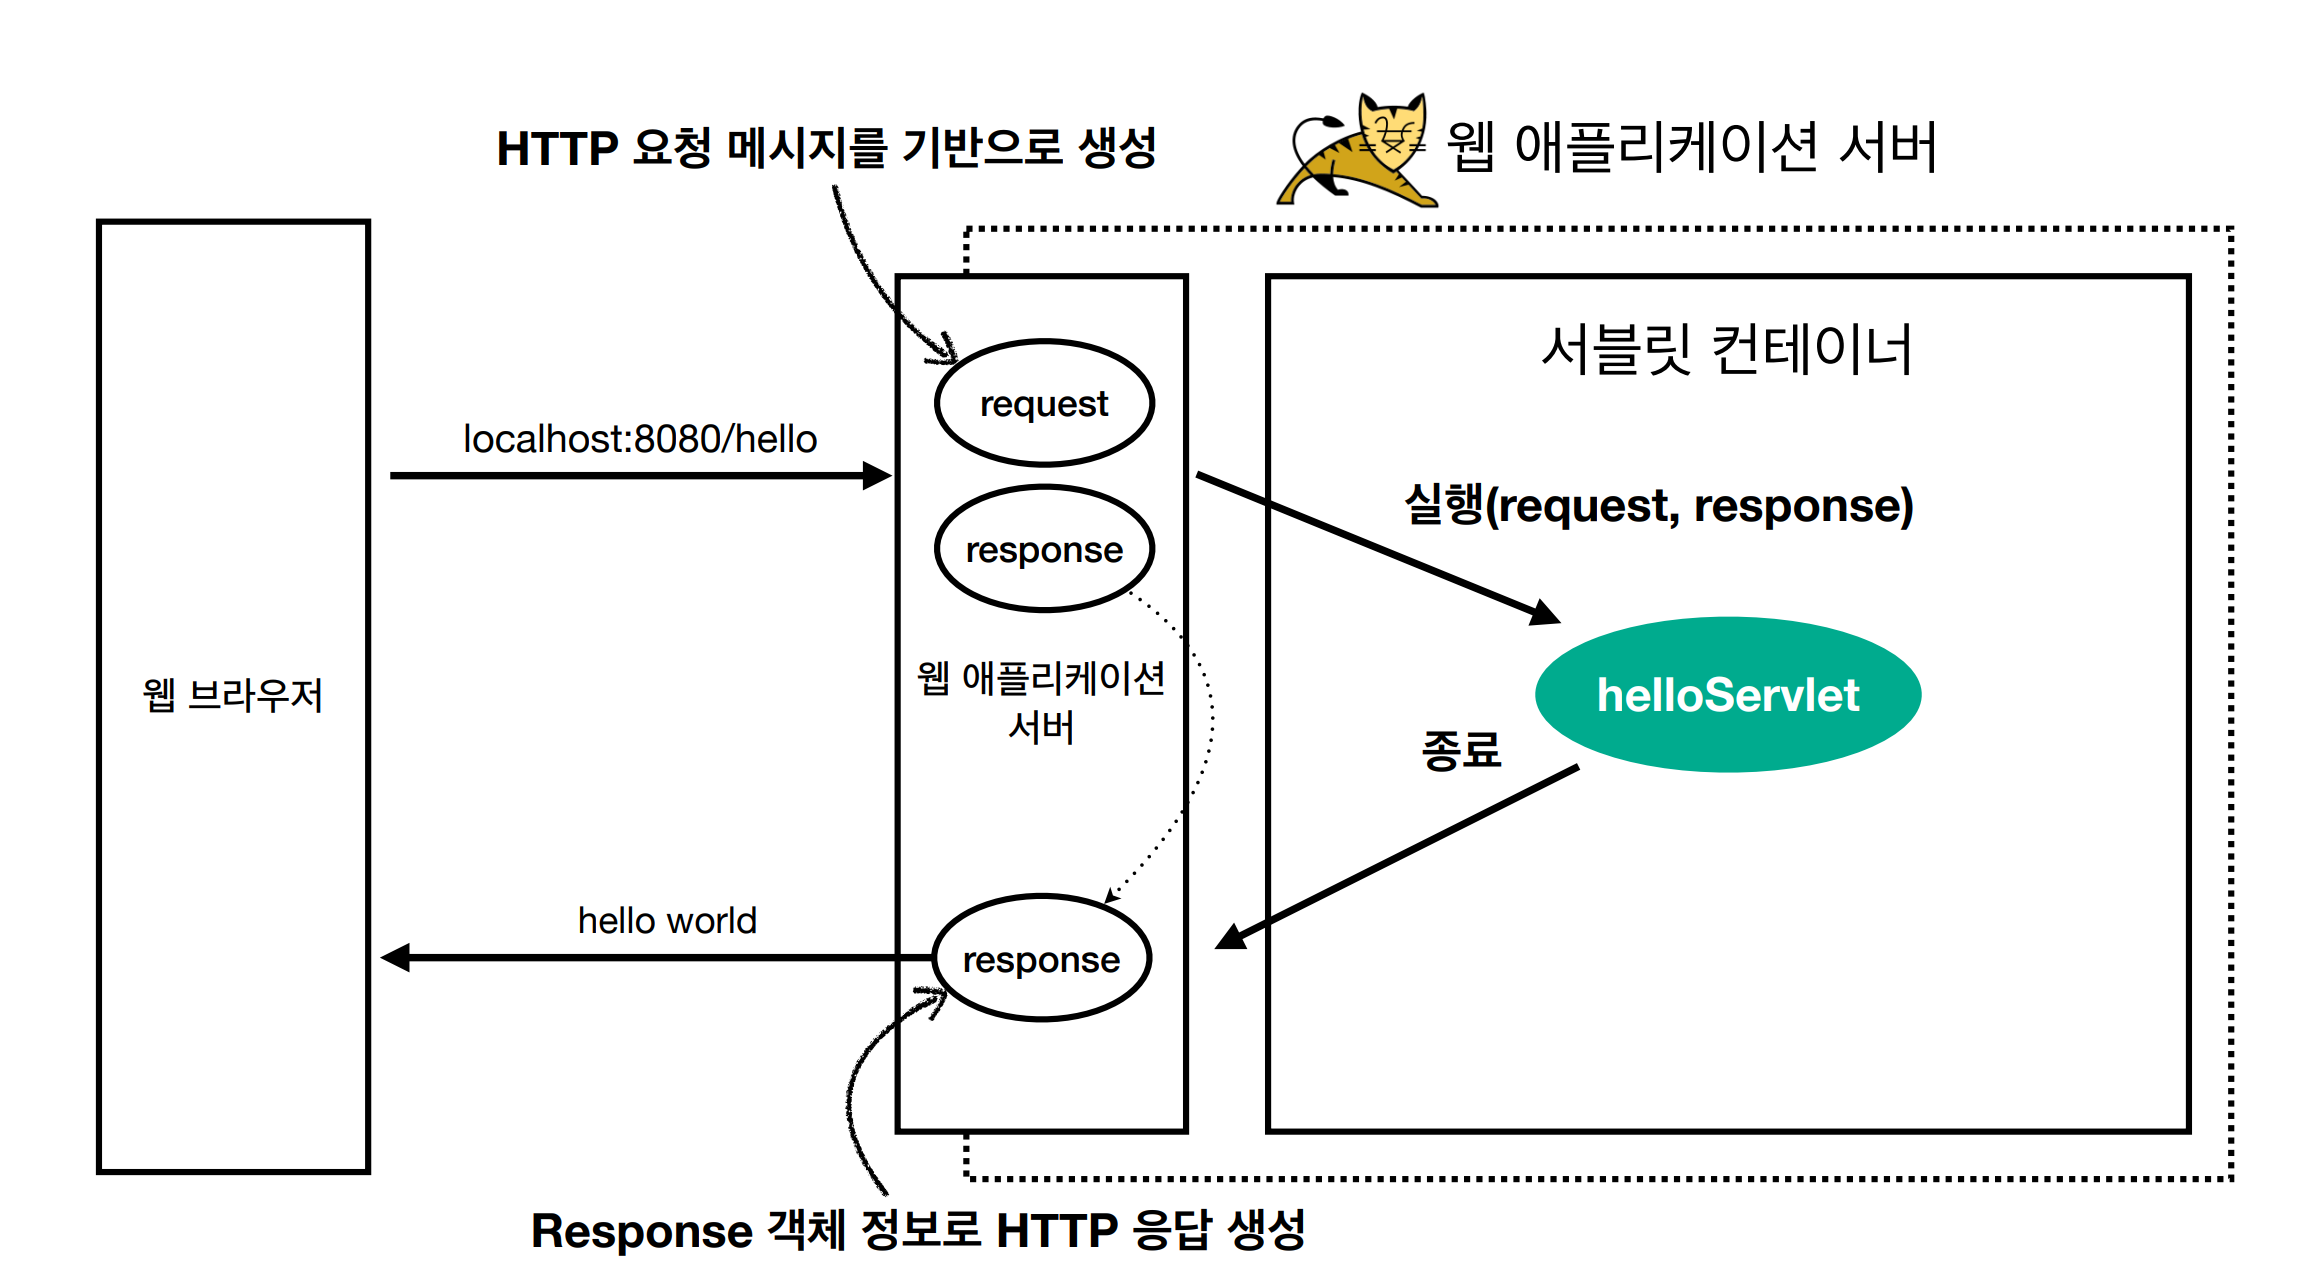 HTTP 요청 메시지를 기반으로 생성
웹 애플리케이션 서버
웹 브라우저
localhost:8080/hello
request
response
웹 애플리케이션
서버
서블릿 컨테이너
실행(request, response)
helloServlet
종료
hello world
response
Response 객체 정보로 HTTP 응답 생성